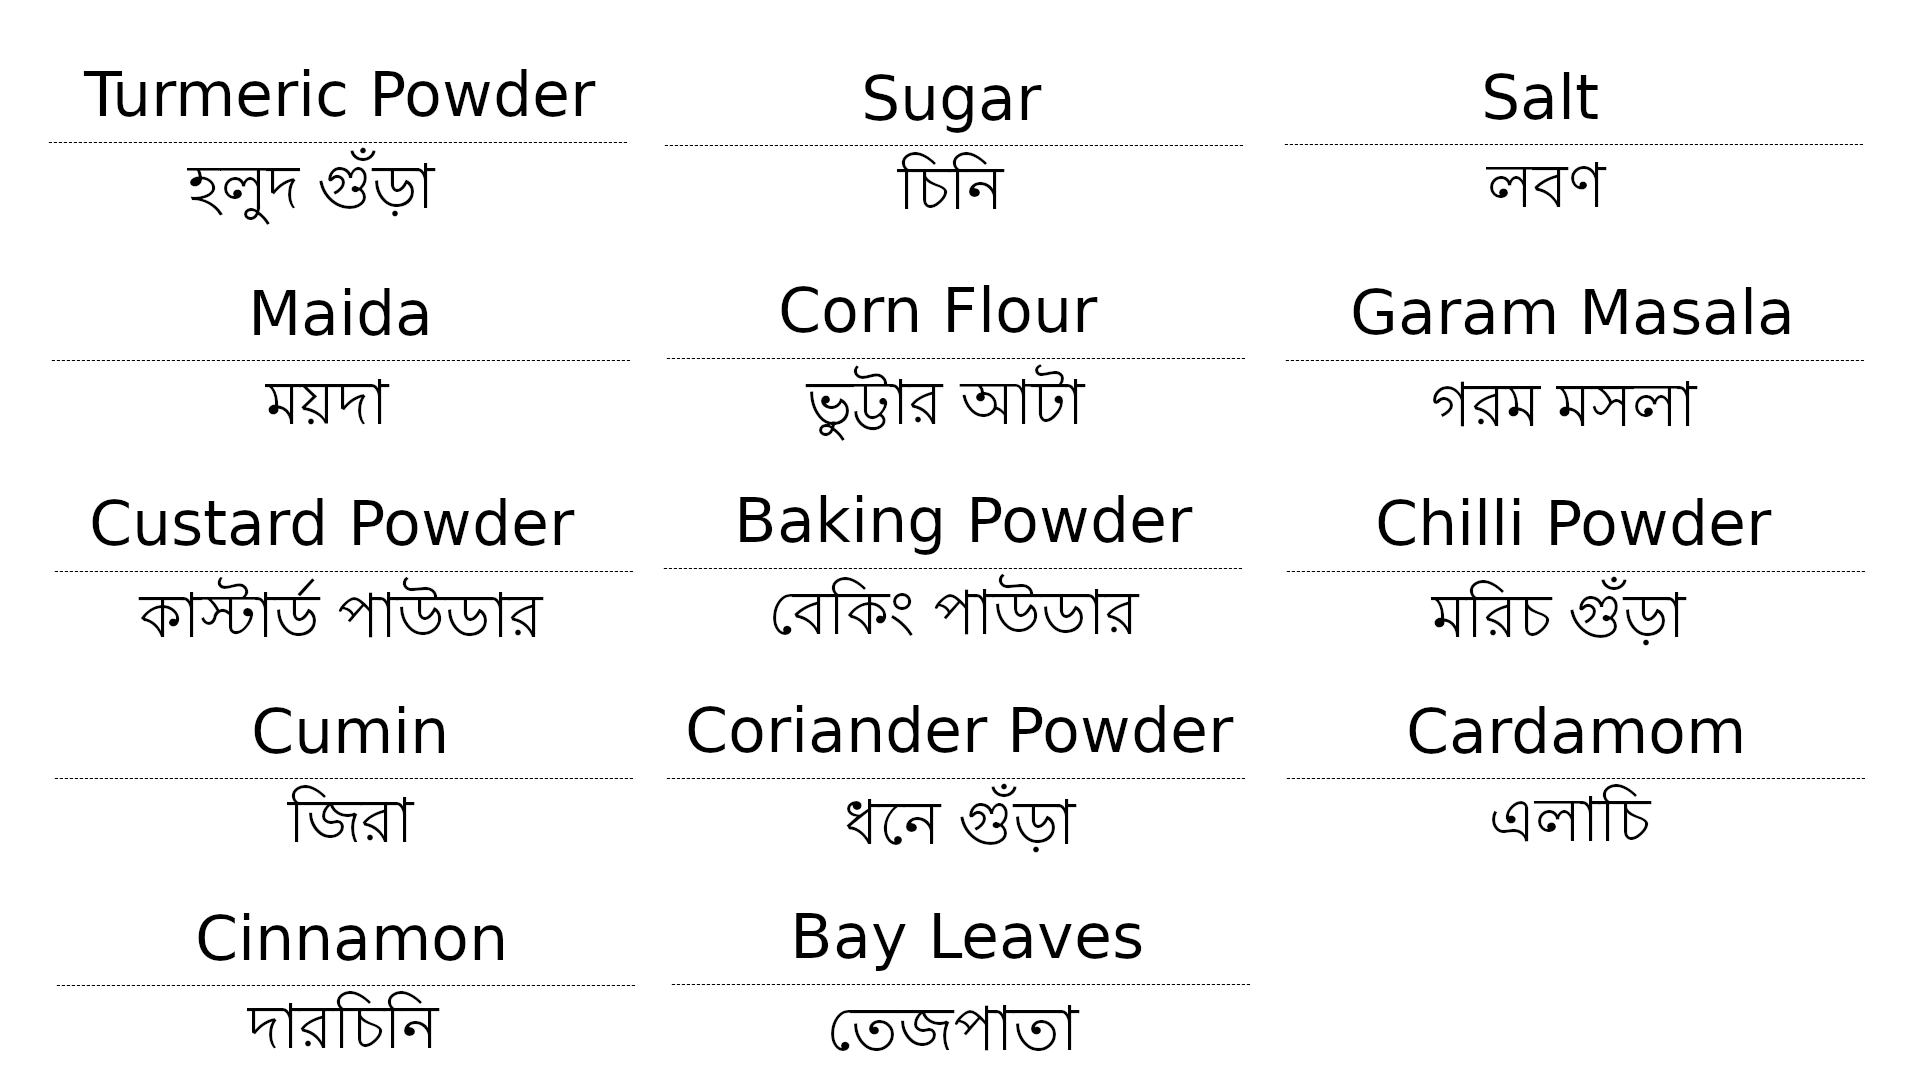 Turmeric Powder
হলুদ গুঁড়া
Sugar
চিনি
Salt
লবণ
Maida
ময়দা
Corn Flour
ভুট্টার আটা
Garam Masala
গরম মসলা
Custard Powder
কাস্টার্ড পাউডার
Baking Powder
বেকিং পাউডার
Chilli Powder
মরিচ গুঁড়া
Cumin
জিরা
Coriander Powder
ধনে গুঁড়া
Cardamom
এলাচি
Cinnamon
দারচিনি
Bay Leaves
তেজপাতা